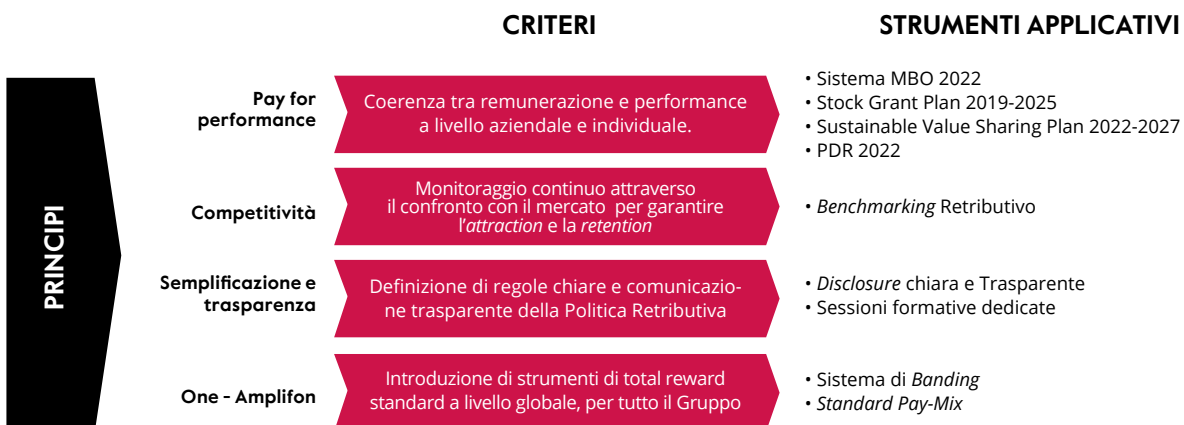 CRITERI
STRUMENTI APPLICATIVI
PRINCIPI
Pay for
performance
Coerenza tra remunerazione e performance
a livello aziendale e individuale.
• Sistema MBO 2022
• Stock Grant Plan 2019-2025
• Sustainable Value Sharing Plan 2022-2027
• PDR 2022
Competitività
Monitoraggio continuo attraverso
il confronto con il mercato per garantire
l'attraction e la retention
• Benchmarking Retributivo
Semplificazione e
trasparenza
Definizione di regole chiare e comunicazio-
ne trasparente della Politica Retributiva
• Disclosure chiara e Trasparente
• Sessioni formative dedicate
One - Amplifon
Introduzione di strumenti di total reward
standard a livello globale, per tutto il Gruppo
• Sistema di Banding
• Standard Pay-Mix